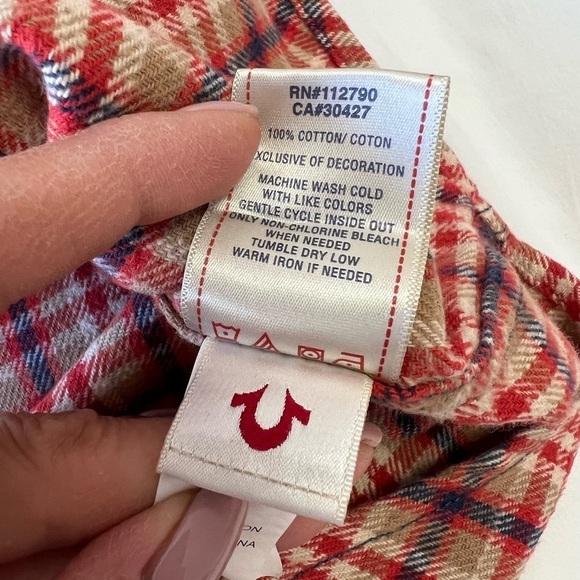 RN#112790
CA#30427
100% COTTON/ COTON
EXCLUSIVE OF DECORATION
MACHINE WASH COLD
WITH LIKE COLORS
GENTLE CYCLE INSIDE OUT
ONLY NON-CHLORINE BLEACH
WHEN NEEDED
TUMBLE DRY LOW
WARM IRON IF NEEDED